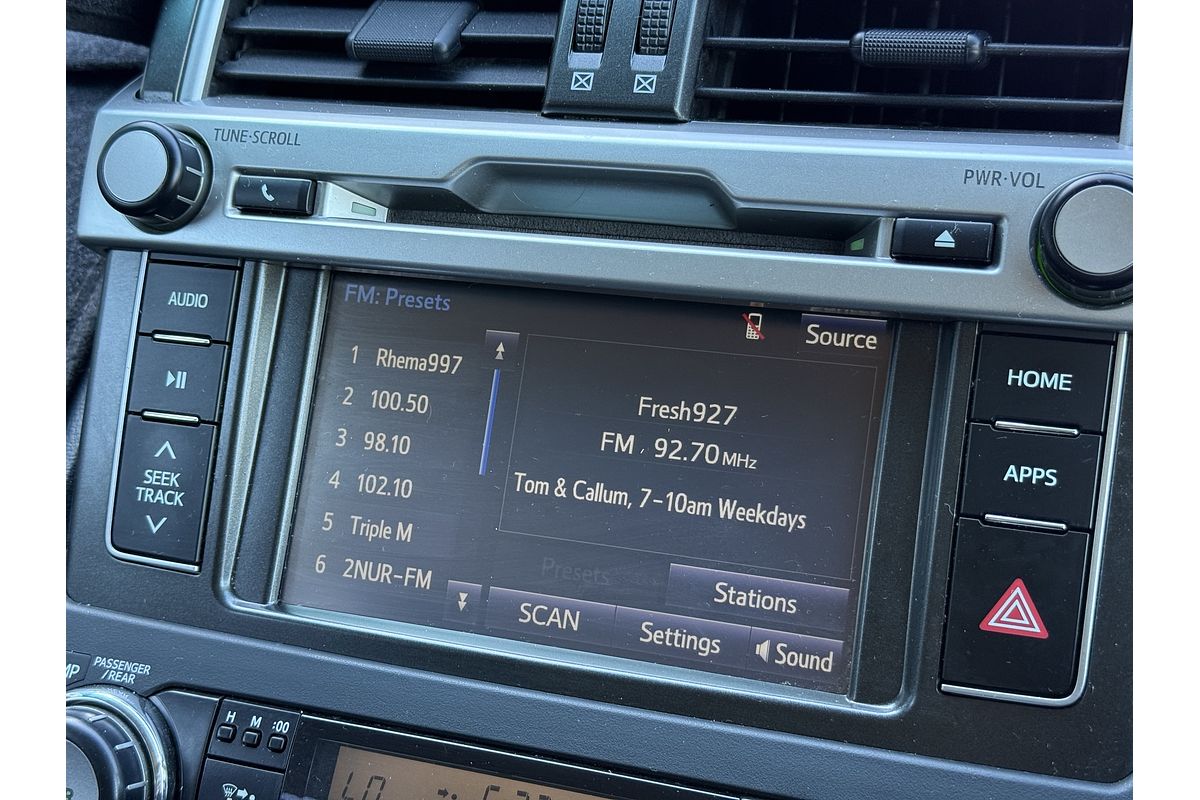 TUNE·SCROLL
PWR·VOL
AUDIO
SEEK
TRACK
FM: Presets
Source
1 Rhema997
2 100.50
3 98.10
4 102.10
5 Triple M
6 2NUR-FM
Fresh927
FM 92.70MHz
Tom & Callum, 7-10am Weekdays
Presets
Stations
SCAN
Settings
Sound
HOME
APPS
PASSENGER
/REAR
H M :00
LO